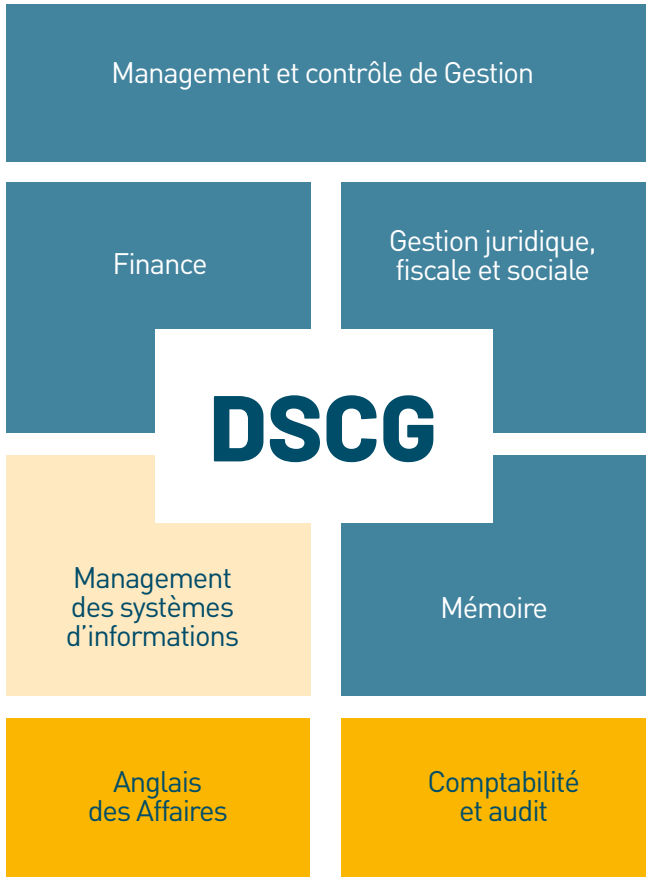 Management et contrôle de Gestion
Finance
Gestion juridique,
fiscale et sociale
DSCG
Management
des systèmes
d'informations
Mémoire
Anglais
des Affaires
Comptabilité
et audit